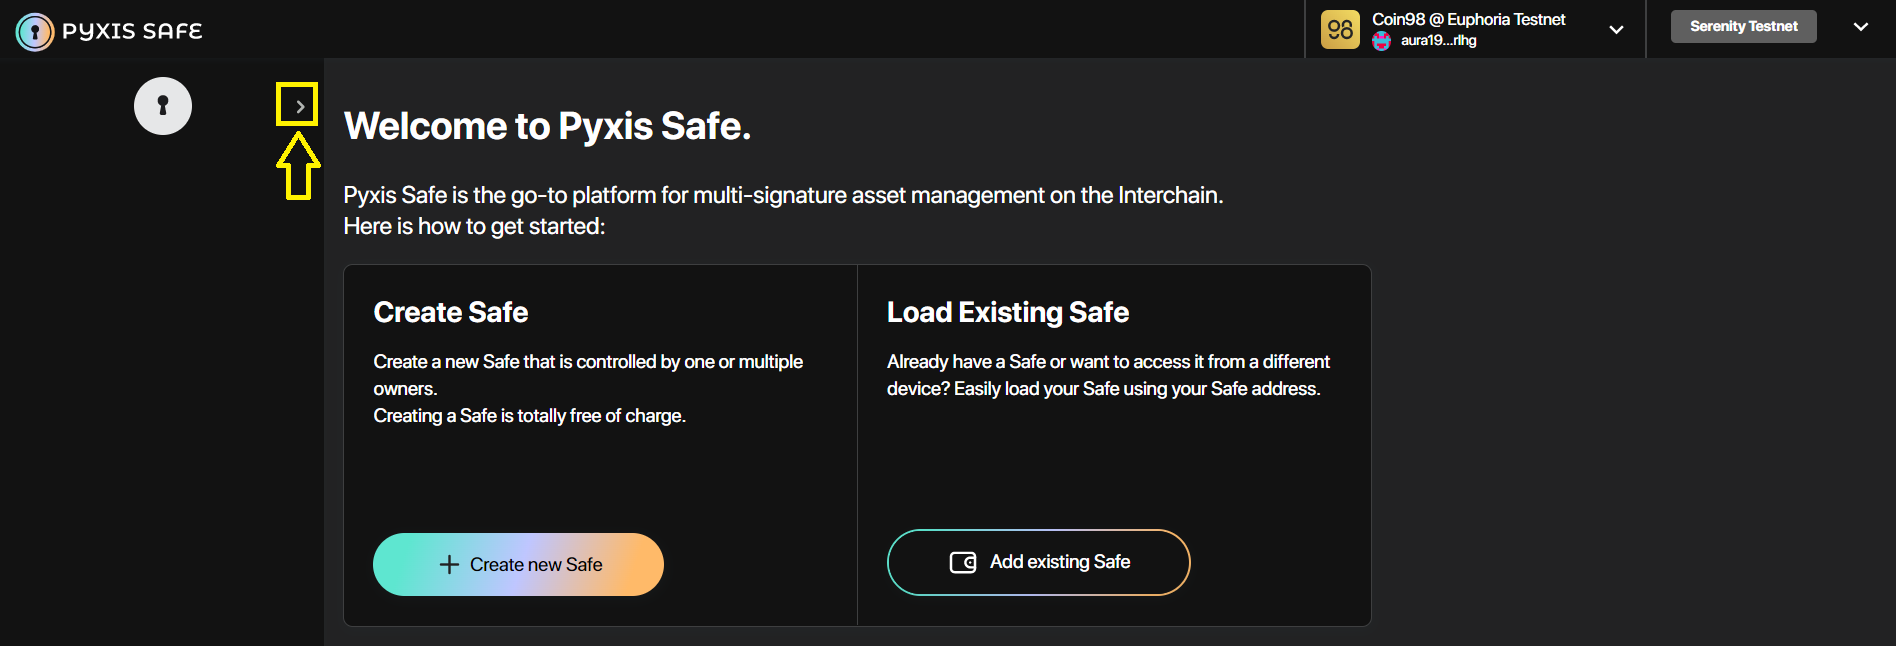 PYXIS SAFE
98
Coin98 @ Euphoria Testnet
aura19...rlhg
Serenity Testnet
Welcome to Pyxis Safe.
Pyxis Safe is the go-to platform for multi-signature asset management on the Interchain.
Here is how to get started:
Create Safe
Create a new Safe that is controlled by one or multiple
owners.
Creating a Safe is totally free of charge.
Create new Safe
Load Existing Safe
Already have a Safe or want to access it from a different
device? Easily load your Safe using your Safe address.
Add existing Safe